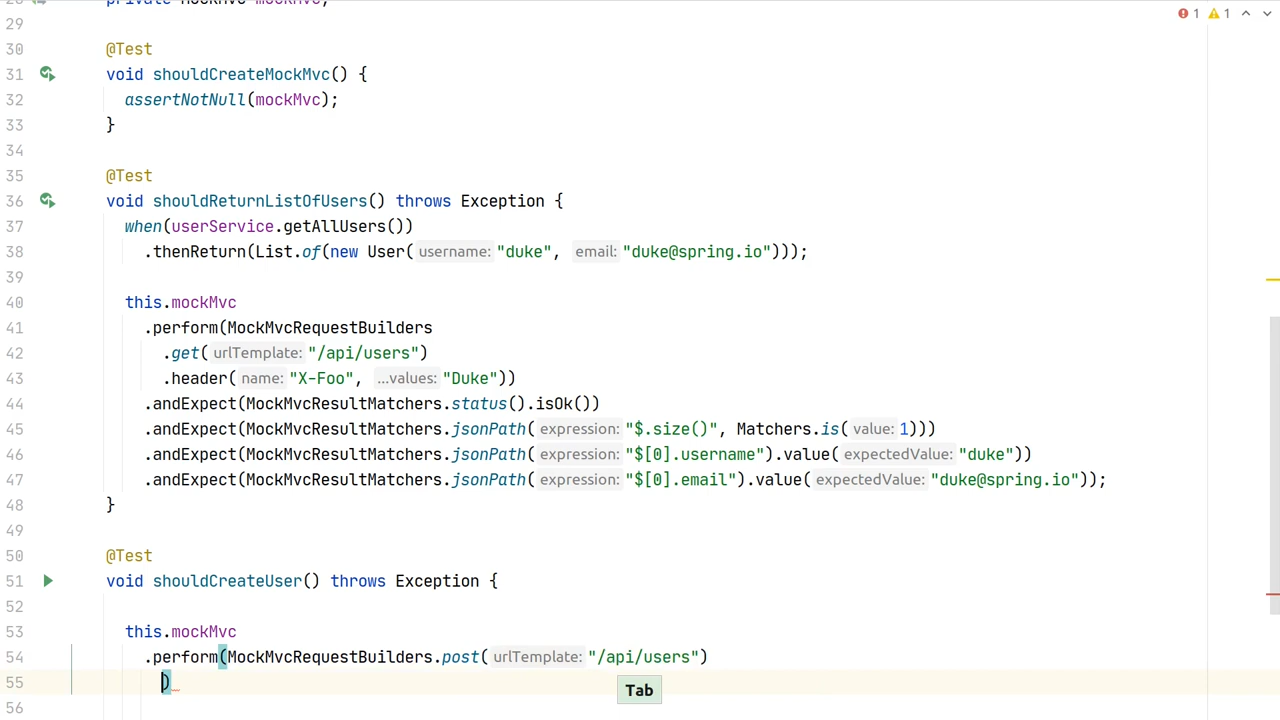 private MockMvc mockMvc;
1 1
29
30 @Test
31 void shouldCreateMockMvc() {
32 assertNotNull(mockMvc);
33 }
34
35 @Test
36 void shouldReturnListOfUsers() throws Exception {
37 when(userService.getAllUsers())
38 .thenReturn(List.of(new User( username: "duke", email: "duke@spring.io")));
39
40 this.mockMvc
41 .perform(MockMvcRequestBuilders
42 .get( urlTemplate: "/api/users")
43 .header( name: "X-Foo", ...values: "Duke"))
44 .andExpect(MockMvcResultMatchers.status().isOk())
45 .andExpect(MockMvcResultMatchers.jsonPath( expression: "$.size()", Matchers.is( value: 1)))
46 .andExpect(MockMvcResultMatchers.jsonPath( expression: "$[0].username").value( expectedValue: "duke"))
47 .andExpect(MockMvcResultMatchers.jsonPath( expression: "$[0].email").value( expectedValue: "duke@spring.io"));
48 }
49
50 @Test
51 void shouldCreateUser() throws Exception {
52
53 this.mockMvc
54 .perform(MockMvcRequestBuilders.post( urlTemplate: "/api/users")
55 )
Tab
56